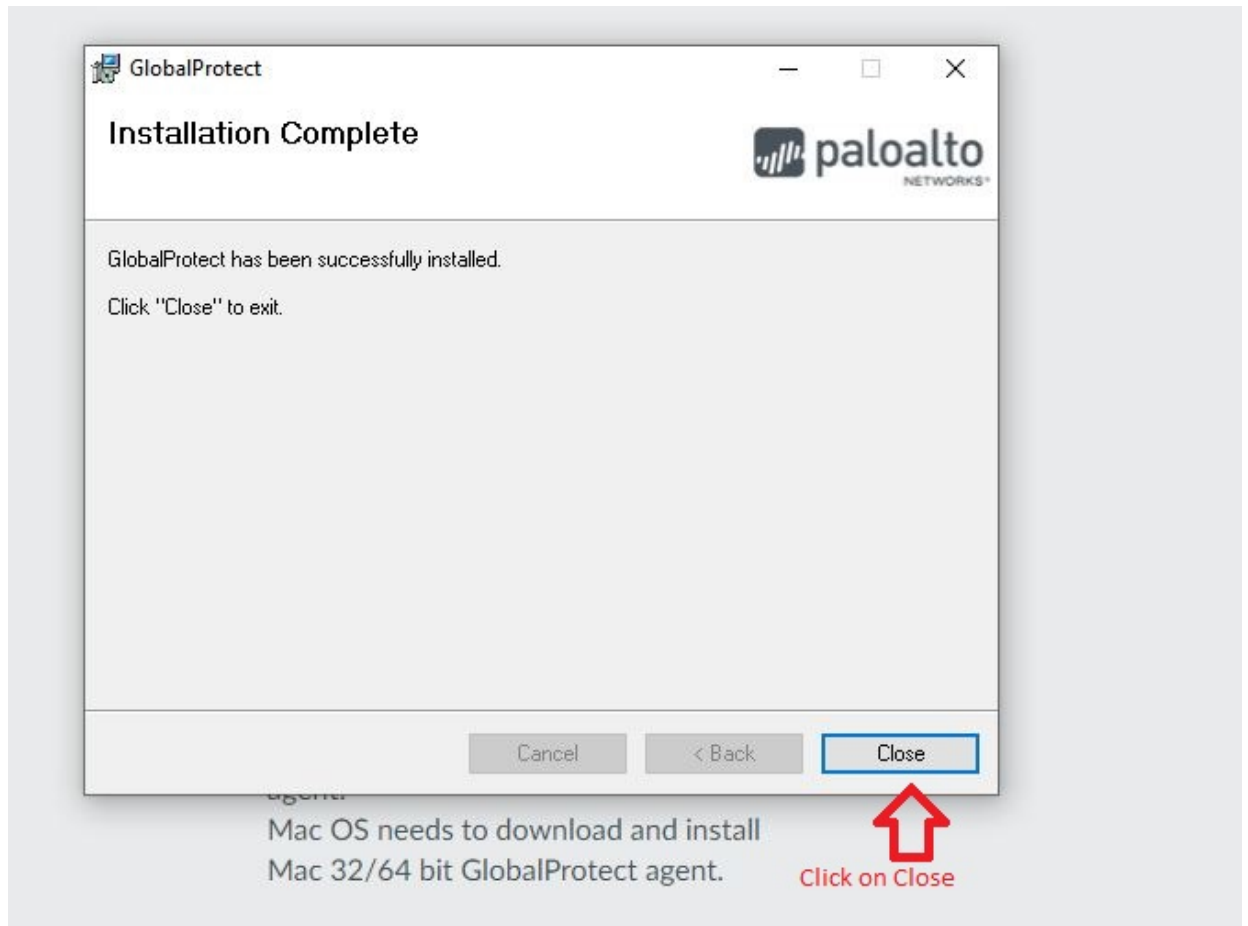 GlobalProtect
Installation Complete
paloalto
NETWORKS
GlobalProtect has been successfully installed.
Click "Close" to exit.
Cancel
< Back
Close
agent.
Mac OS needs to download and install
Mac 32/64 bit GlobalProtect agent.
Click on Close